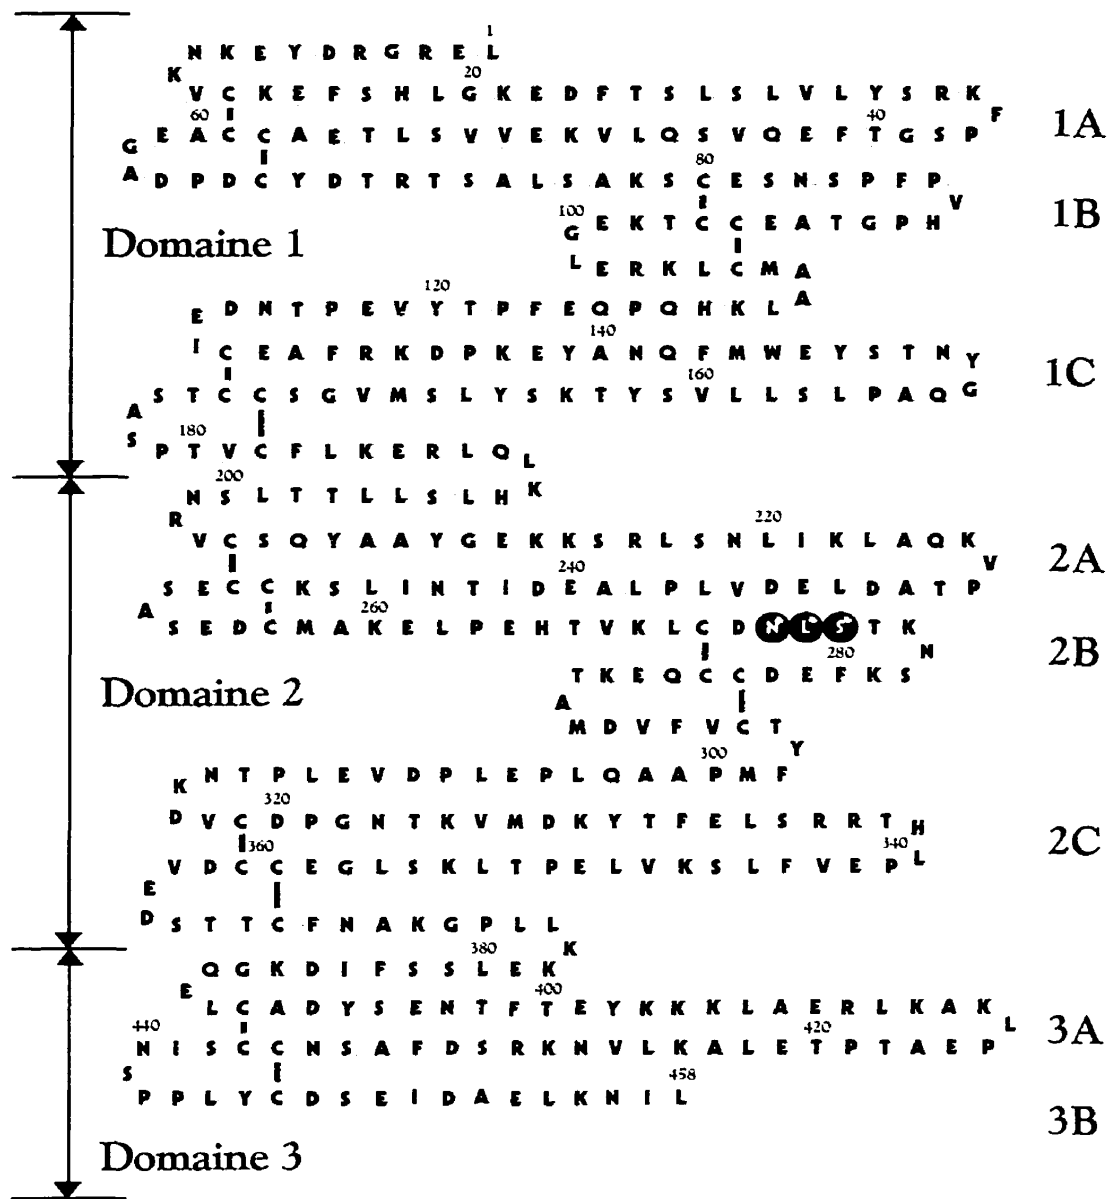 1
N K E Y D R G R E L
20
K V C K E F S H L G K E D F T S L S L V L Y S R K
60 40
F 1A
G E A C C A E T L S V V E K V L Q S V Q E F T G S P
80
A D P D C Y D T R T S A L S A K S C E S N S P F P
V 1B
100
G E K T C C E A T G P H
Domaine 1
L E R K L C M A
120
E D N T P E V Y T P F E Q P Q H K L A
140
I C E A F R K D P K E Y A N Q F M W E Y S T N Y
160 1C
A S T C C S G V M S L Y S K T Y S V L L S L P A Q G
180
S P T V C F L K E R L Q L
200
N S L T T L L S L H K
220
R V C S Q Y A A Y G E K K S R L S N L I K L A Q K
240 V 2A
S E C C K S L I N T I D E A L P L V D E L D A T P
260
A S E D C M A K E L P E H T V K L C D N L S T K
280 N 2B
T K E Q C C D E F K S
Domaine 2
A M D V F V C T
300 Y
K N T P L E V D P L E P L Q A A P M F
320
D V C D P G N T K V M D K Y T F E L S R R T H
360 340 2C
V D C C E G L S K L T P E L V K S L F V E P L
E
D S T T C F N A K G P L L
380 K
Q G K D I F S S L E K
400
E L C A D Y S E N T F T E Y K K K L A E R L K A K
440 420 L 3A
N I S C C N S A F D S R K N V L K A L E T P T A E P
S 458
P P L Y C D S E I D A E L K N I L
3B
Domaine 3